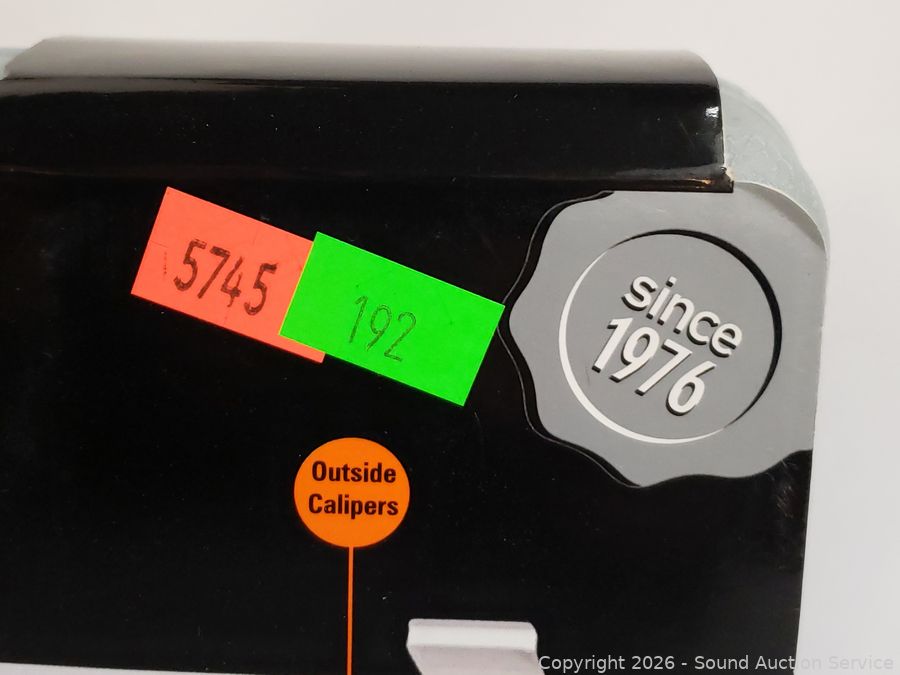 5745
192
since
1976
Outside
Calipers
Copyright 2026 - Sound Auction Service